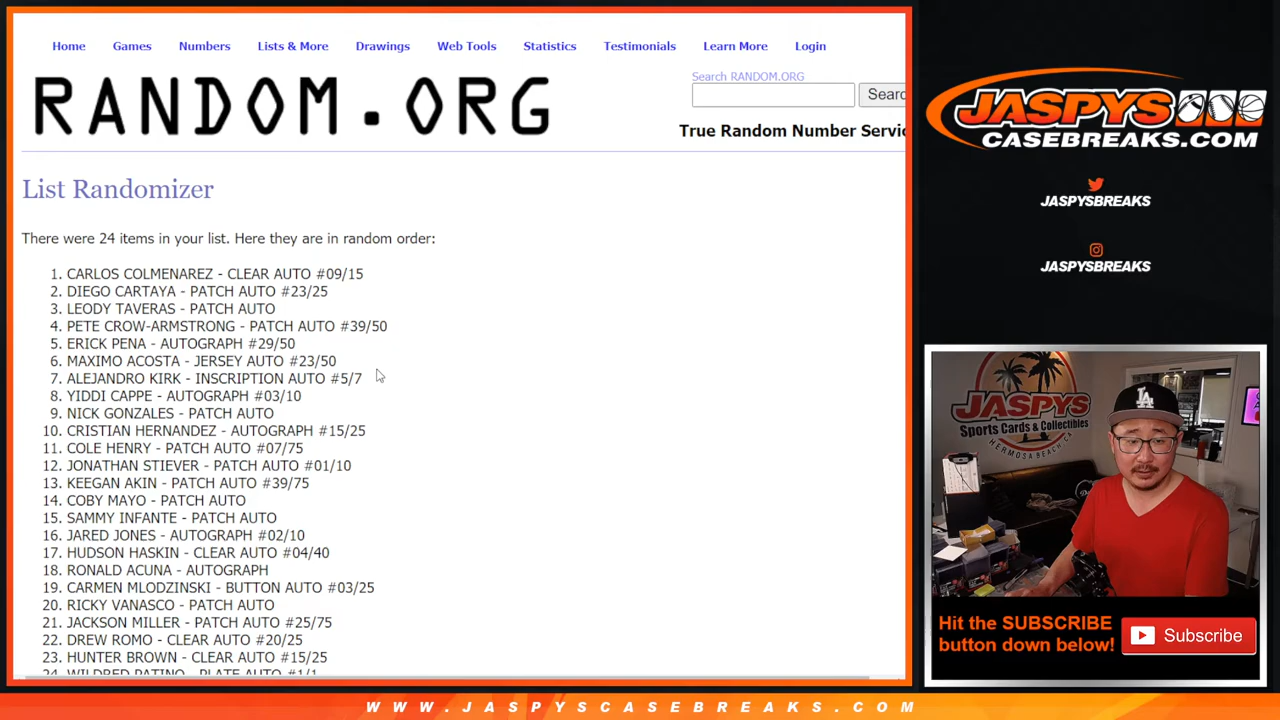 Home Games Numbers Lists & More Drawings Web Tools Statistics Testimonials Learn More Login
RANDOM.ORG
Search RANDOM.ORG
Searc
True Random Number Servic
List Randomizer
There were 24 items in your list. Here they are in random order:
1. CARLOS COLMENAREZ - CLEAR AUTO #09/15
2. DIEGO CARTAYA - PATCH AUTO #23/25
3. LEODY TAVERAS - PATCH AUTO
4. PETE CROW-ARMSTRONG - PATCH AUTO #39/50
5. ERICK PENA - AUTOGRAPH #29/50
6. MAXIMO ACOSTA - JERSEY AUTO #23/50
7. ALEJANDRO KIRK - INSCRIPTION AUTO #5/7
8. YIDDI CAPPE - AUTOGRAPH #03/10
9. NICK GONZALES - PATCH AUTO
10. CRISTIAN HERNANDEZ - AUTOGRAPH #15/25
11. COLE HENRY - PATCH AUTO #07/75
12. JONATHAN STIEVER - PATCH AUTO #01/10
13. KEEGAN AKIN - PATCH AUTO #39/75
14. COBY MAYO - PATCH AUTO
15. SAMMY INFANTE - PATCH AUTO
16. JARED JONES - AUTOGRAPH #02/10
17. HUDSON HASKIN - CLEAR AUTO #04/40
18. RONALD ACUNA - AUTOGRAPH
19. CARMEN MLODZINSKI - BUTTON AUTO #03/25
20. RICKY VANASCO - PATCH AUTO
21. JACKSON MILLER - PATCH AUTO #25/75
22. DREW ROMO - CLEAR AUTO #20/25
23. HUNTER BROWN - CLEAR AUTO #15/25
24. WILDRED PATINO - PLATE AUTO #1/1
JASPYS
CASEBREAKS.COM
JASPYSBREAKS
JASPYSBREAKS
JASPYS
Sports Cards & Collectibles
HERMOSA BEACH, CA
LA
Hit the SUBSCRIBE
button down below!
Subscribe
WWW.JASPYSCASEBREAKS.COM